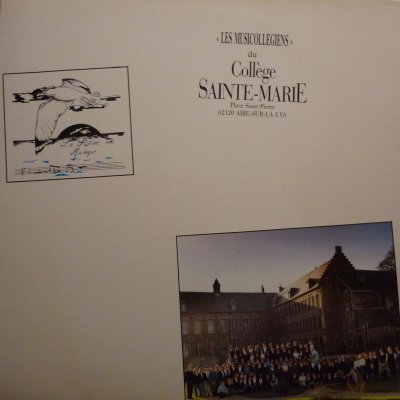 « LES MUSICOLLEGIENS »
du
Collège
SAINTE-MARIE
Place Saint-Pierre
62120 AIRE-SUR-LA-LYS